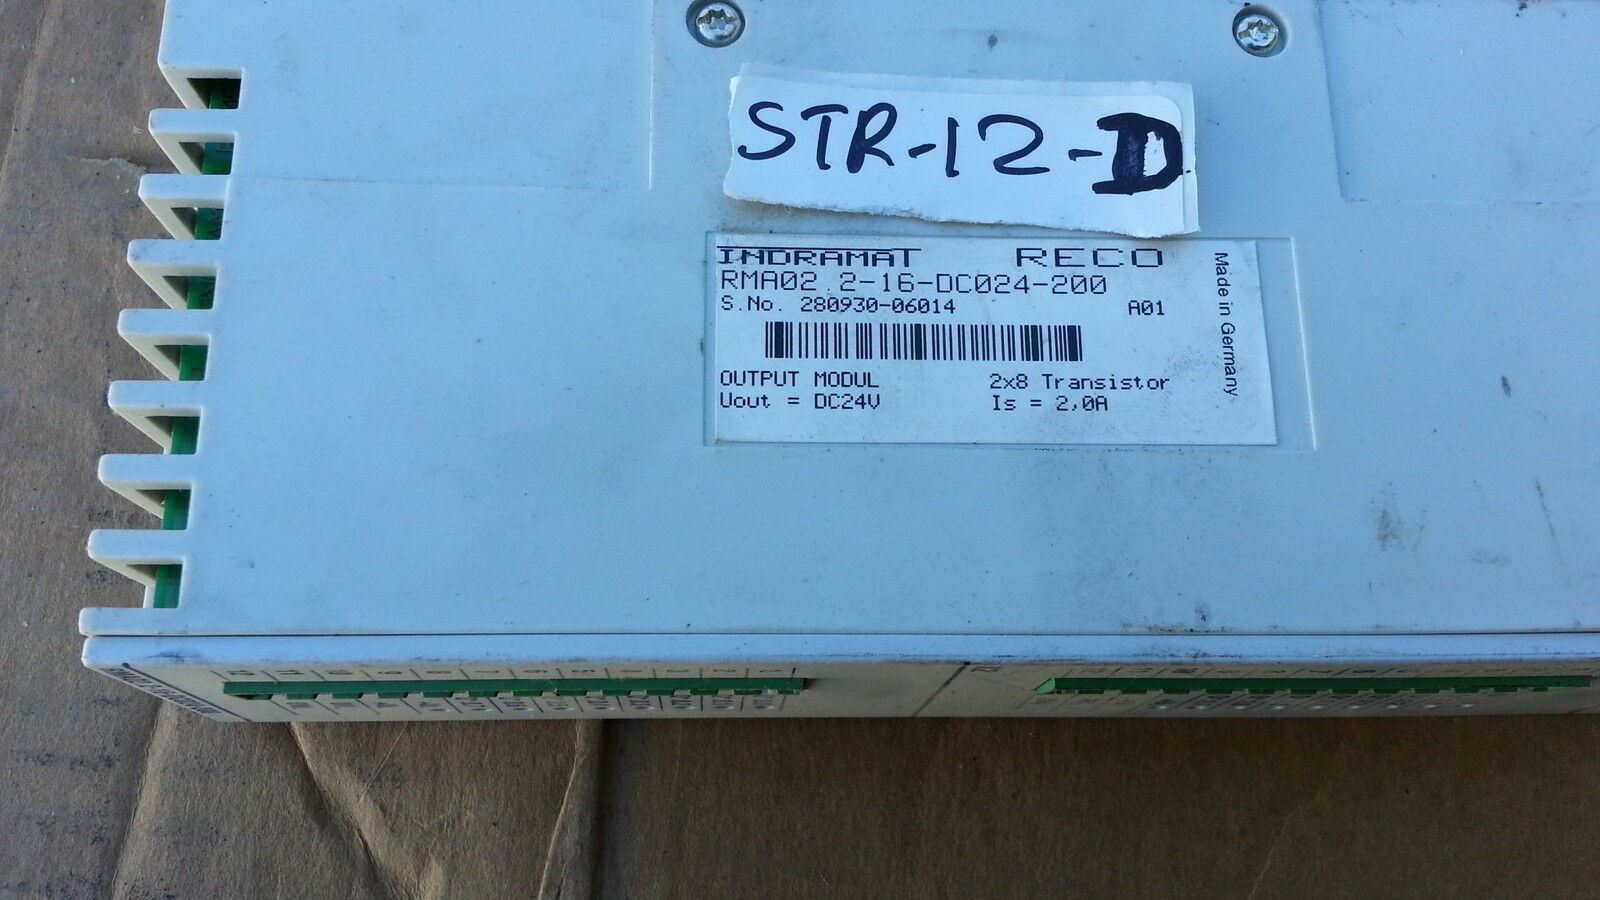 STR-12-D
INDRAMAT RECO
RMA02.2-16-DC024-200
S.No. 280930-06014 A01
OUTPUT MODUL 2x8 Transistor
Uout = DC24V Is = 2,0A
Made in Germany